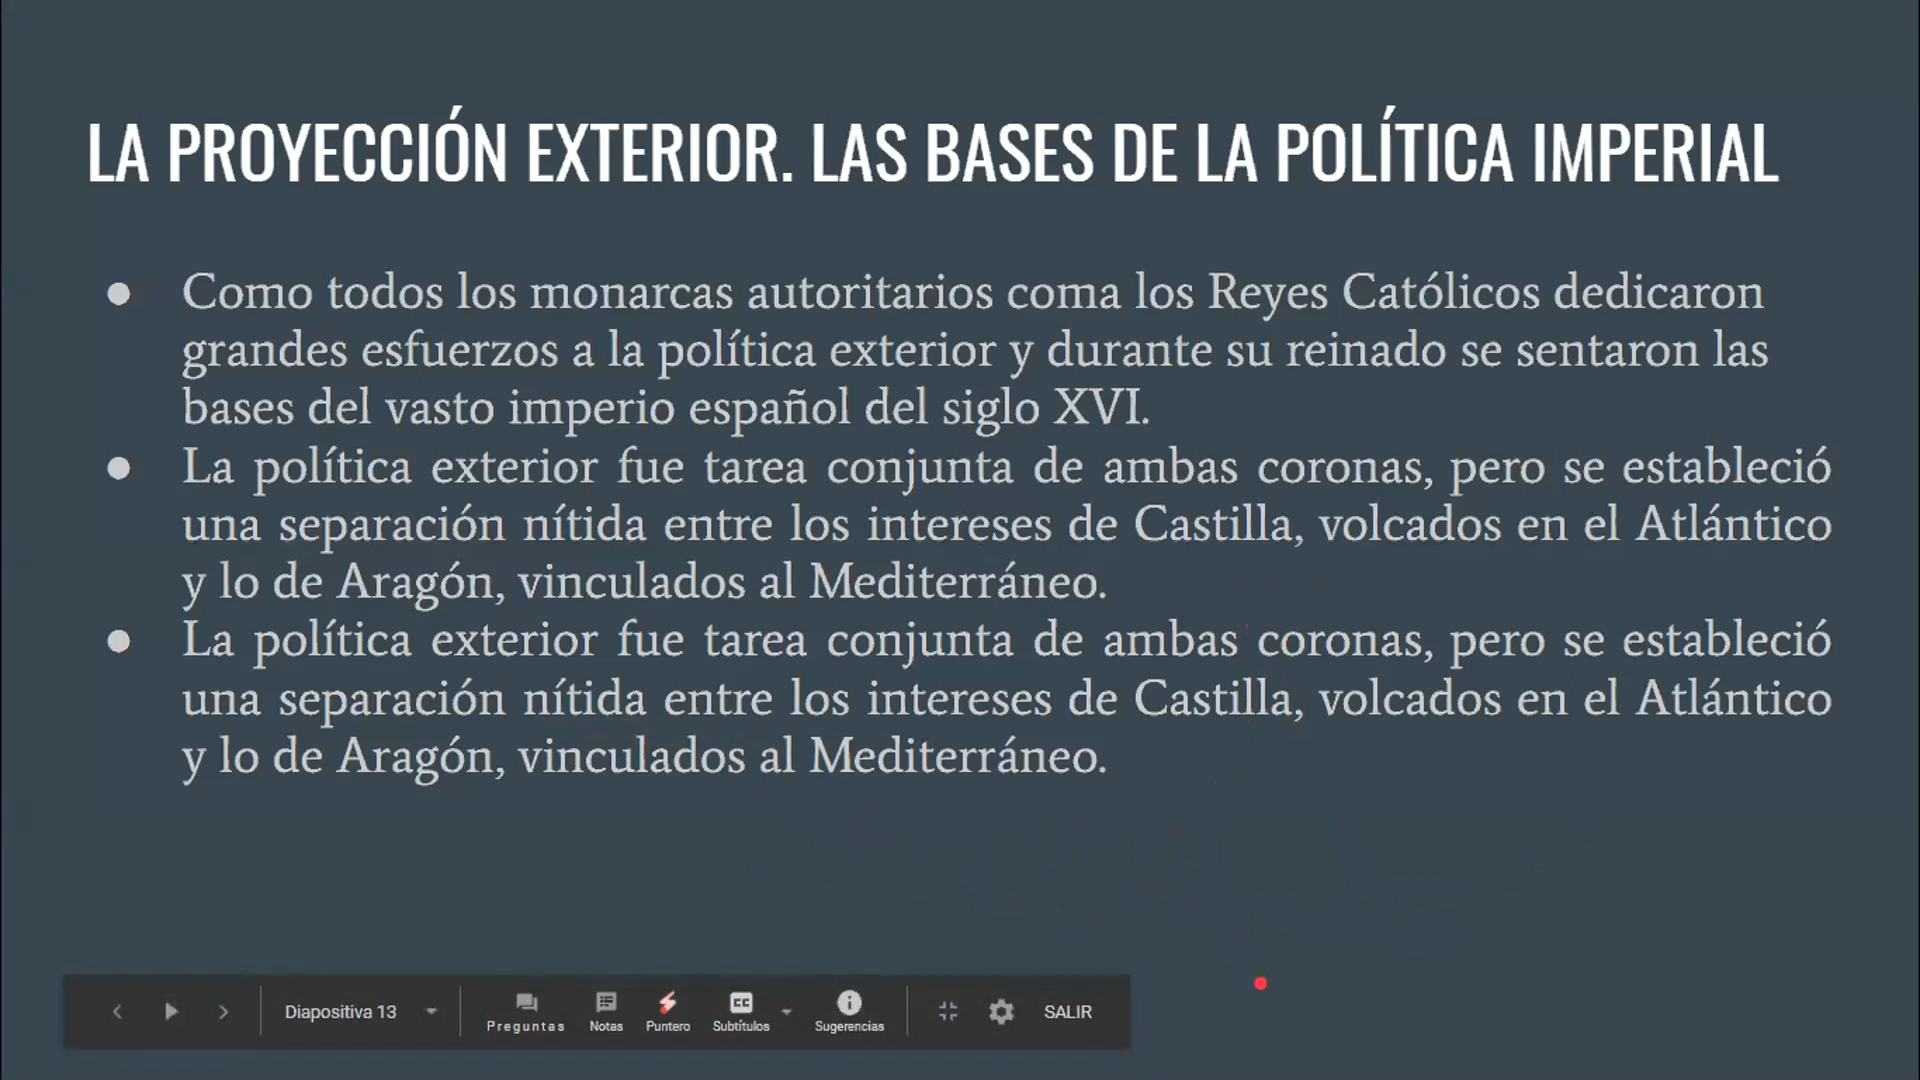 LA PROYECCIÓN EXTERIOR. LAS BASES DE LA POLÍTICA IMPERIAL
● Como todos los monarcas autoritarios coma los Reyes Católicos dedicaron
grandes esfuerzos a la política exterior y durante su reinado se sentaron las
bases del vasto imperio español del siglo XVI.
● La política exterior fue tarea conjunta de ambas coronas, pero se estableció
una separación nítida entre los intereses de Castilla, volcados en el Atlántico
y lo de Aragón, vinculados al Mediterráneo.
● La política exterior fue tarea conjunta de ambas coronas, pero se estableció
una separación nítida entre los intereses de Castilla, volcados en el Atlántico
y lo de Aragón, vinculados al Mediterráneo.
Diapositiva 13 Preguntas Notas Puntero CC Subtítulos Sugerencias SALIR